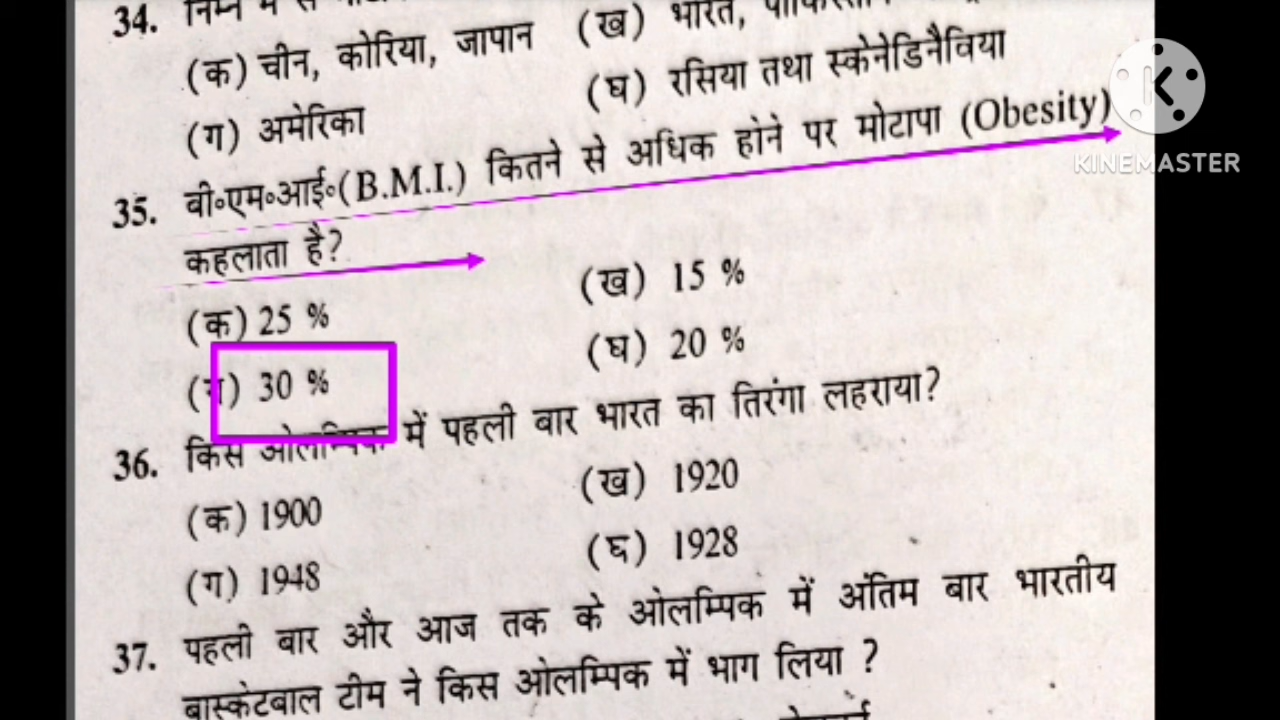 34. निम्न में से
(क) चीन, कोरिया, जापान (ख) भारत,
(ग) अमेरिका (घ) रसिया तथा स्केनेडिनैविया
35. वी॰एम॰आई॰(B.M.I.) कितने से अधिक होने पर मोटापा (Obesity)
कहलाता है?
(क) 25 % (ख) 15 %
(ग) 30 % (घ) 20 %
36. किस ओलम्पिक में पहली बार भारत का तिरंगा लहराया?
(क) 1900 (ख) 1920
(ग) 1948 (घ) 1928
37. पहली बार और आज तक के ओलम्पिक में अंतिम बार भारतीय
बास्केटबाल टीम ने किस ओलम्पिक में भाग लिया ?
KINEMASTER